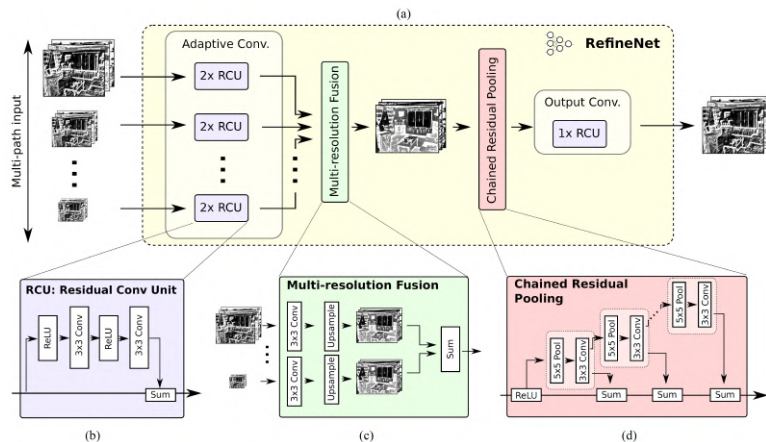 (a)
Multi-path input
Adaptive Conv.
2x RCU
2x RCU
2x RCU
Multi-resolution Fusion
Chained Residual Pooling
RefineNet
Output Conv.
1x RCU
RCU: Residual Conv Unit
ReLU
3x3 Conv
ReLU
3x3 Conv
Sum
(b)
Multi-resolution Fusion
3x3 Conv
Upsample
3x3 Conv
Upsample
Sum
(c)
Chained Residual
Pooling
ReLU
5x5 Pool
3x3 Conv
5x5 Pool
3x3 Conv
5x5 Pool
3x3 Conv
Sum
Sum
Sum
(d)